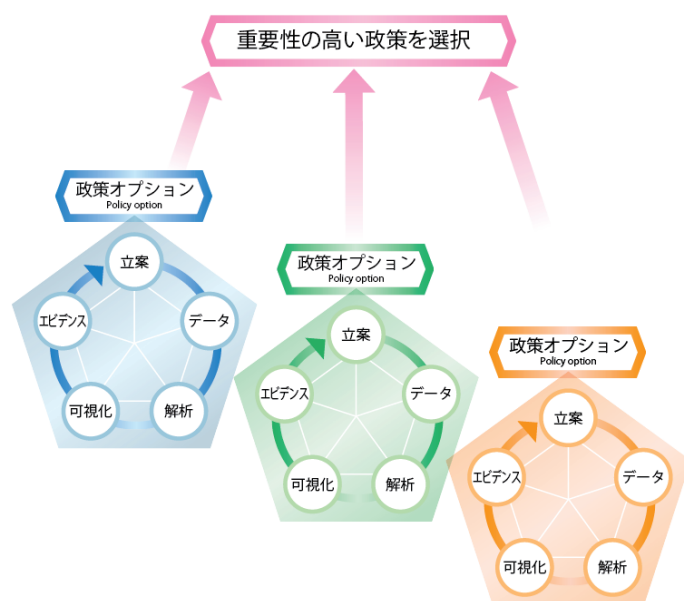 重要性の高い政策を選択
政策オプション
Policy option
立案
エビデンス
データ
可視化
解析
政策オプション
Policy option
立案
エビデンス
データ
可視化
解析
政策オプション
Policy option
立案
エビデンス
データ
可視化
解析